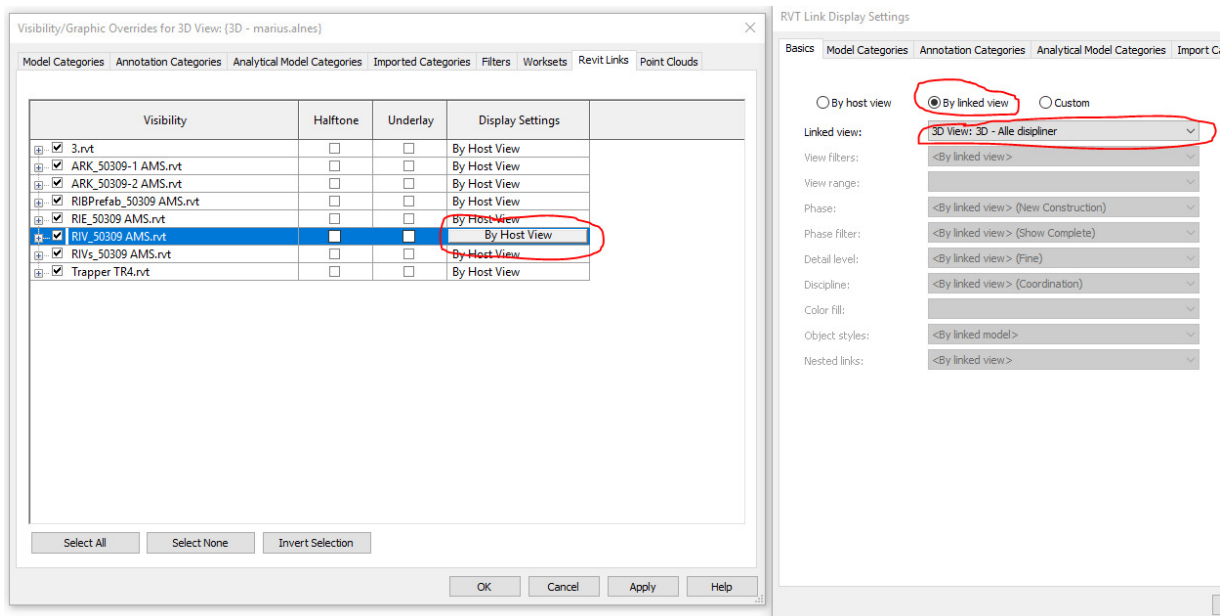 Visibility/Graphic Overrides for 3D View: {3D - marius.alnes}
Model Categories Annotation Categories Analytical Model Categories Imported Categories Filters Worksets Revit Links Point Clouds
Visibility Halftone Underlay Display Settings
3.rvt By Host View
ARK_50309-1 AMS.rvt By Host View
ARK_50309-2 AMS.rvt By Host View
RIBPrefab_50309 AMS.rvt By Host View
RIE_50309 AMS.rvt By Host View
RIV_50309 AMS.rvt By Host View
RIVs_50309 AMS.rvt By Host View
Trapper TR4.rvt By Host View
Select All Select None Invert Selection
OK Cancel Apply Help
RVT Link Display Settings
Basics Model Categories Annotation Categories Analytical Model Categories Import Ca
By host view By linked view Custom
Linked view: 3D View: 3D - Alle disipliner
View filters: <By linked view>
View range:
Phase: <By linked view> (New Construction)
Phase filter: <By linked view> (Show Complete)
Detail level: <By linked view> (Fine)
Discipline: <By linked view> (Coordination)
Color fill:
Object styles: <By linked model>
Nested links: <By linked view>